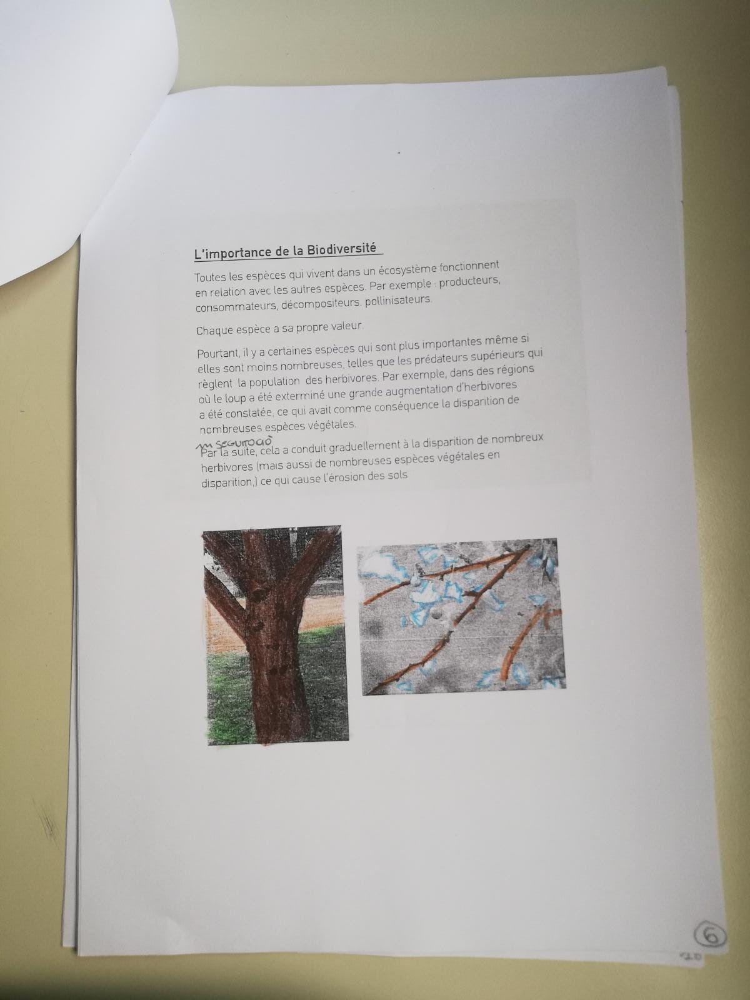 L'importance de la Biodiversité
Toutes les espèces qui vivent dans un écosystème fonctionnent
en relation avec les autres espèces. Par exemple : producteurs,
consommateurs, décompositeurs. pollinisateurs.
Chaque espèce a sa propre valeur.
Pourtant, il y a certaines espèces qui sont plus importantes même si
elles sont moins nombreuses, telles que les prédateurs supérieurs qui
règlent la population des herbivores. Par exemple, dans des régions
où le loup a été exterminé une grande augmentation d'herbivores
a été constatée, ce qui avait comme conséquence la disparition de
nombreuses espèces végétales.
IN SEGUITO CIÒ
Par la suite, cela a conduit graduellement à la disparition de nombreux
herbivores (mais aussi de nombreuses espèces végétales en
disparition,) ce qui cause l'érosion des sols
6